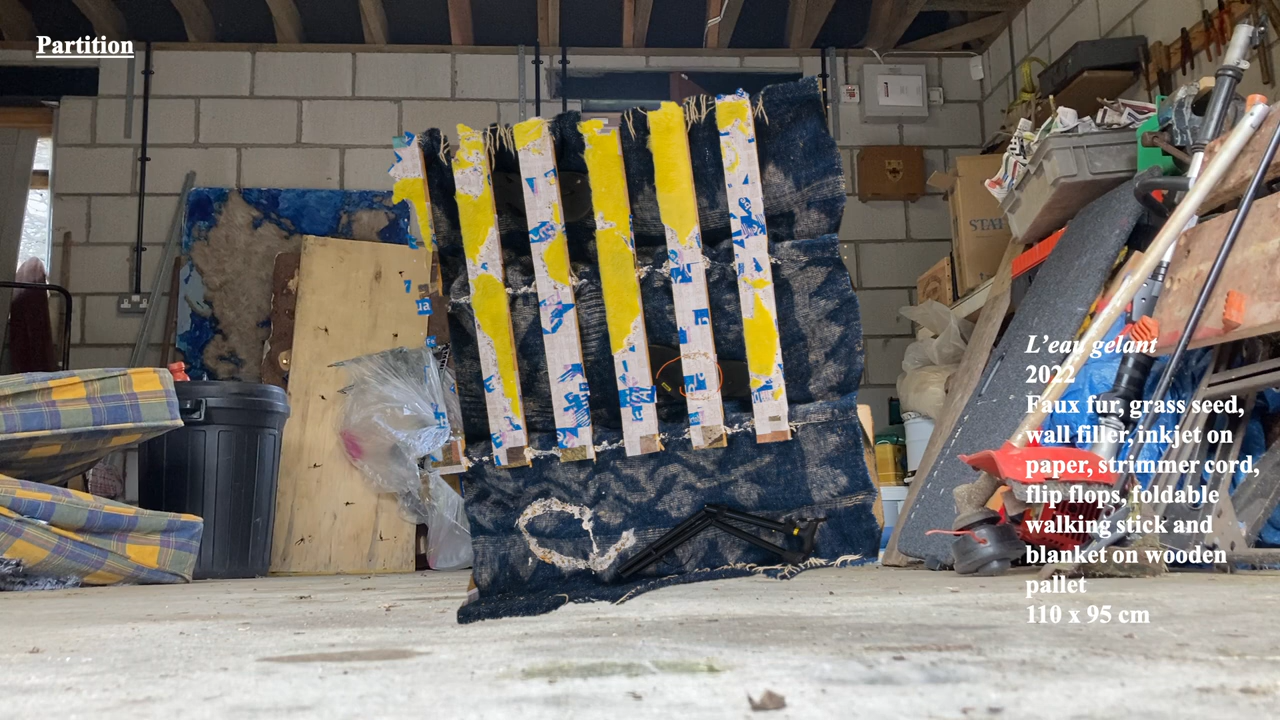 Partition
L'eau gelant
2022
Faux fur, grass seed,
wall filler, inkjet on
paper, strimmer cord,
flip flops, foldable
walking stick and
blanket on wooden
pallet
110 x 95 cm